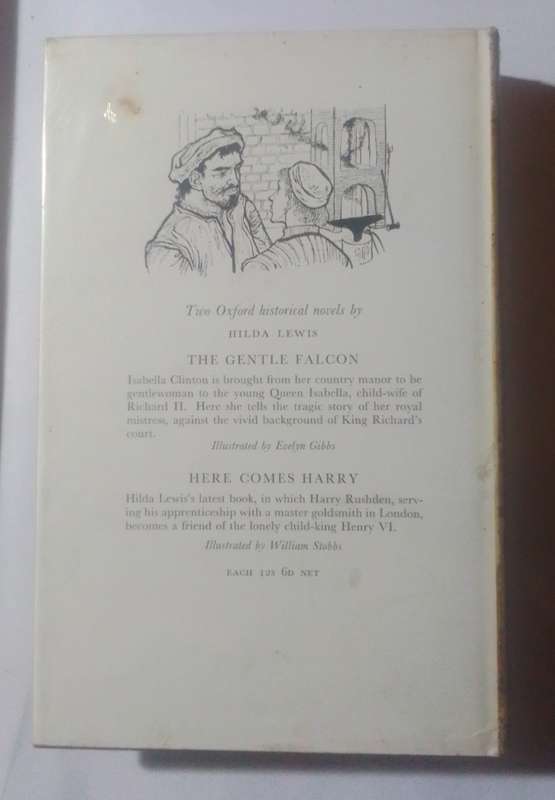 Two Oxford historical novels by
HILDA LEWIS
THE GENTLE FALCON
Isabella Clinton is brought from her country manor to be
gentlewoman to the young Queen Isabella, child-wife of
Richard II. Here she tells the tragic story of her royal
mistress, against the vivid background of King Richard's
court.
Illustrated by Evelyn Gibbs
HERE COMES HARRY
Hilda Lewis's latest book, in which Harry Rushden, serv-
ing his apprenticeship with a master goldsmith in London,
becomes a friend of the lonely child-king Henry VI.
Illustrated by William Stobbs
EACH 12S 6D NET